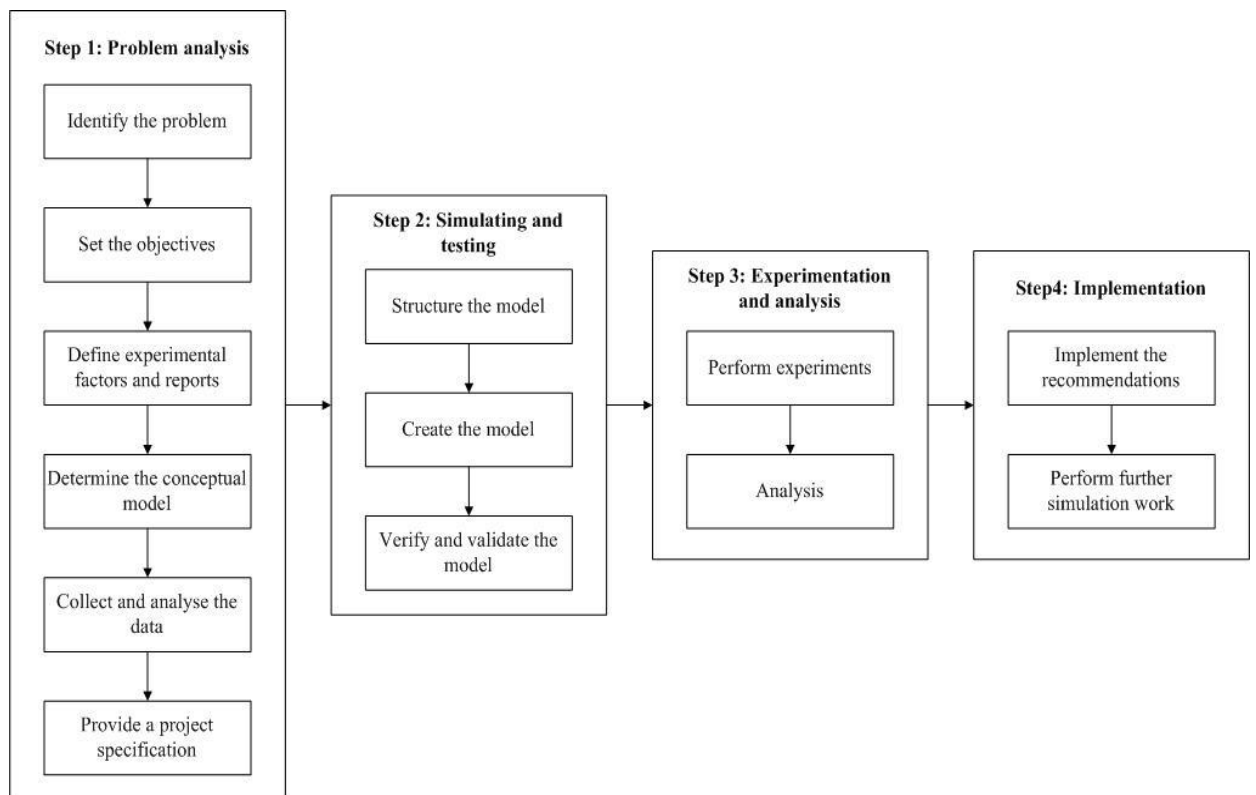 Step 1: Problem analysis
Identify the problem
Set the objectives
Define experimental
factors and reports
Determine the conceptual
model
Collect and analyse the
data
Provide a project
specification
Step 2: Simulating and
testing
Structure the model
Create the model
Verify and validate the
model
Step 3: Experimentation
and analysis
Perform experiments
Analysis
Step4: Implementation
Implement the
recommendations
Perform further
simulation work